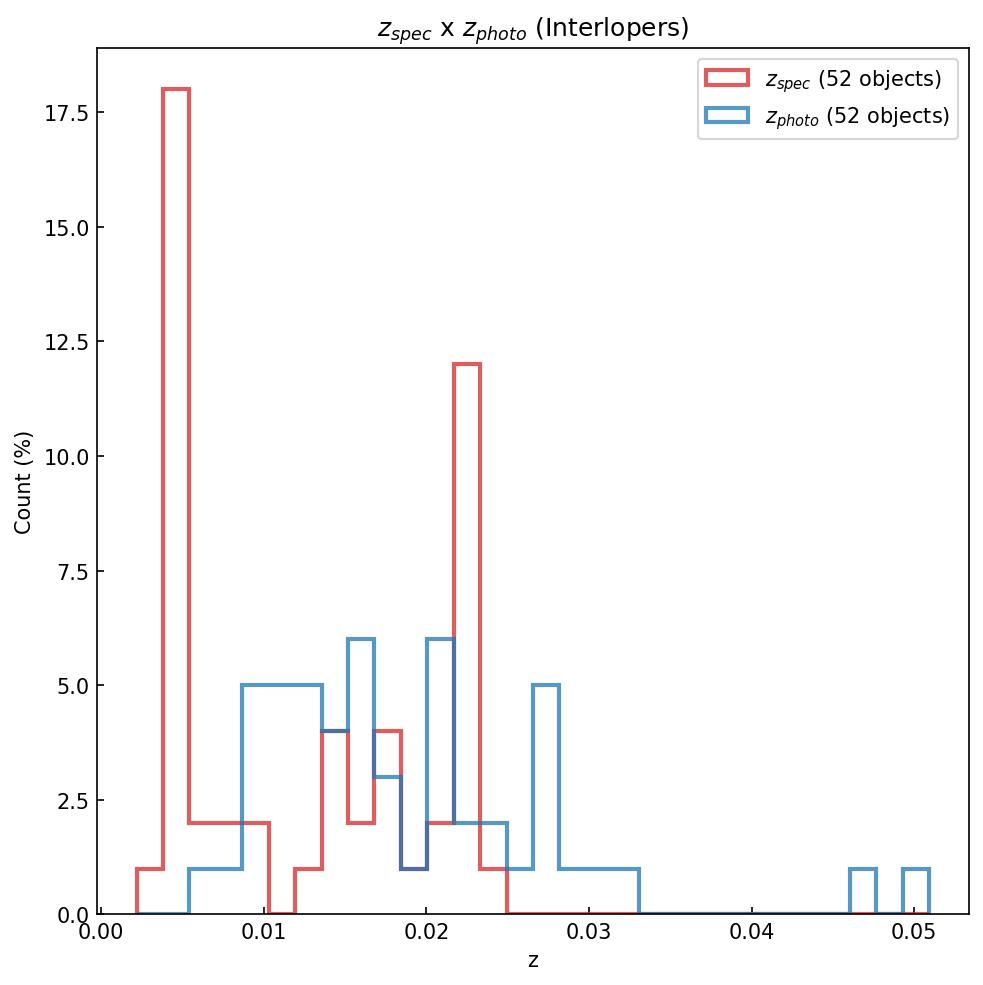 z_spec x z_photo (Interlopers)
z_spec (52 objects)
z_photo (52 objects)
Count (%)
17.5
15.0
12.5
10.0
7.5
5.0
2.5
0.0
0.00 0.01 0.02 0.03 0.04 0.05
z